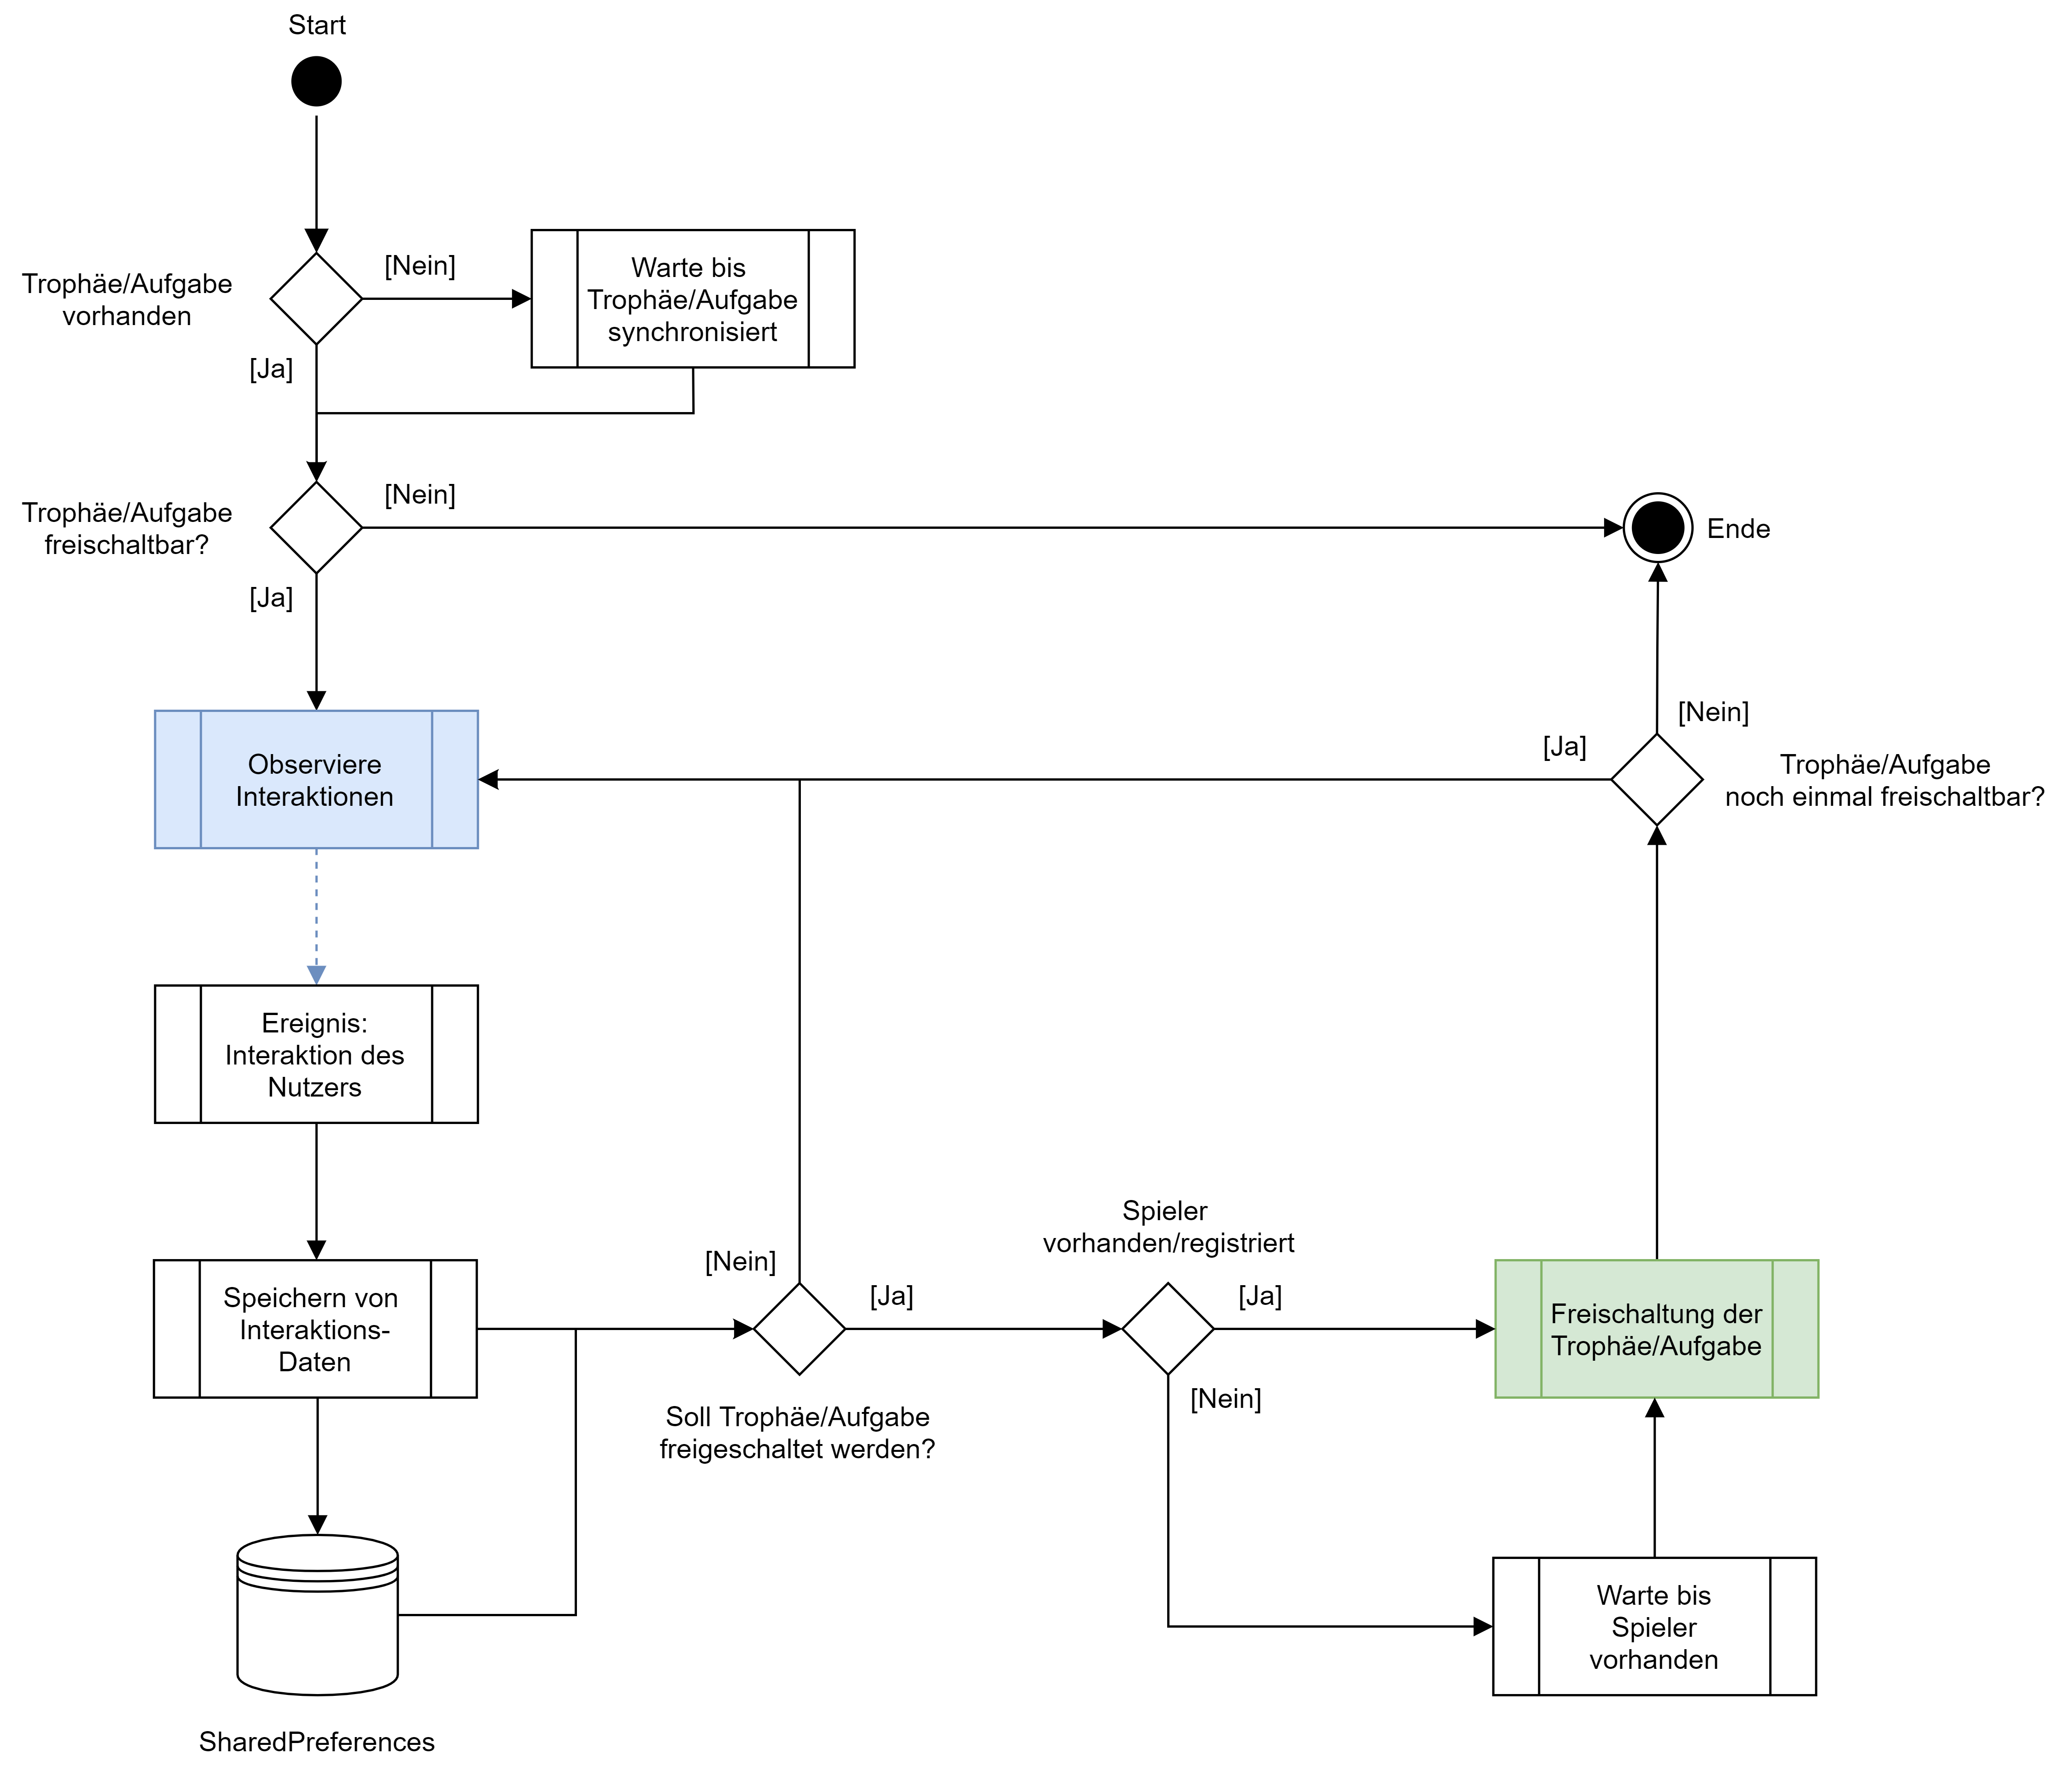 Start
Trophäe/Aufgabe
vorhanden
[Nein]
Warte bis
Trophäe/Aufgabe
synchronisiert
[Ja]
Trophäe/Aufgabe
freischaltbar?
[Nein]
Ende
[Ja]
Observiere
Interaktionen
[Ja]
[Nein]
Trophäe/Aufgabe
noch einmal freischaltbar?
Ereignis:
Interaktion des
Nutzers
Speichern von
Interaktions-
Daten
[Nein]
[Ja]
Soll Trophäe/Aufgabe
freigeschaltet werden?
Spieler
vorhanden/registriert
[Ja]
[Nein]
Freischaltung der
Trophäe/Aufgabe
Warte bis
Spieler
vorhanden
SharedPreferences